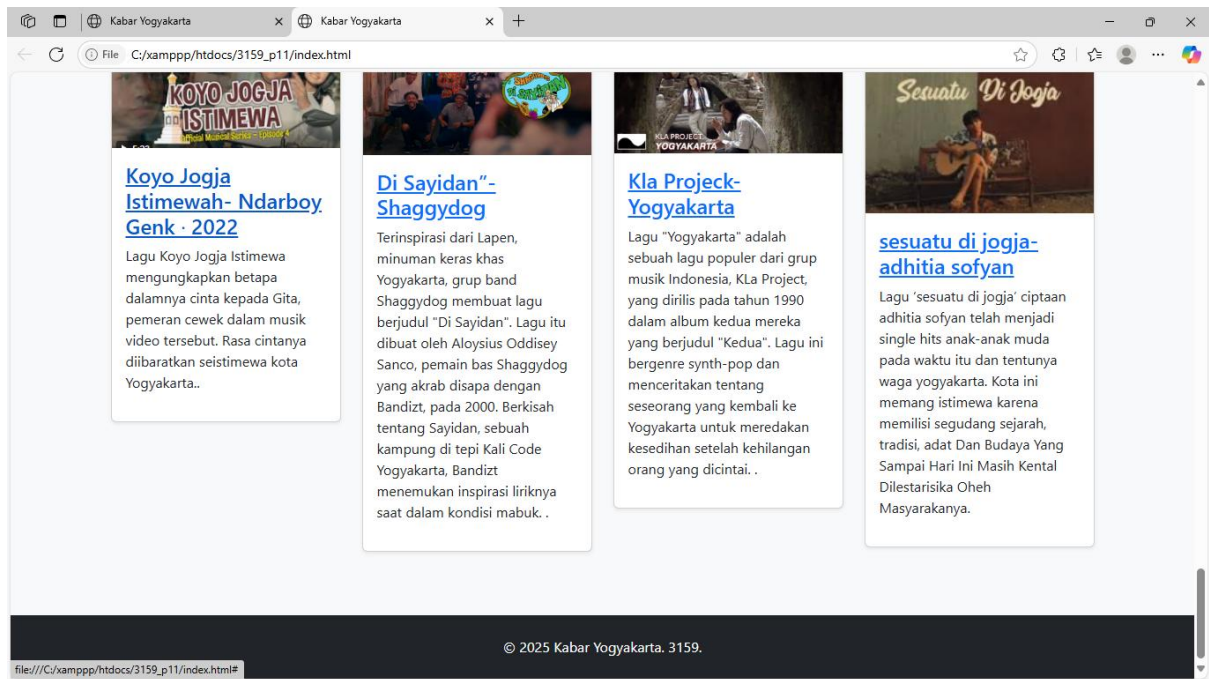 Kabar Yogyakarta
Kabar Yogyakarta
File
C:/xamppp/htdocs/3159_p11/index.html
KOYO JOGJA
ISTIMEWA
Official Musical Series - Episode 4
5:23
Koyo Jogja
Istimewah- Ndarboy
Genk · 2022
Lagu Koyo Jogja Istimewa
mengungkapkan betapa
dalamnya cinta kepada Gita,
pemeran cewek dalam musik
video tersebut. Rasa cintanya
diibaratkan seistimewa kota
Yogyakarta..
DI SAYIDAN
Di Sayidan”-
Shaggydog
Terinspirasi dari Lapen,
minuman keras khas
Yogyakarta, grup band
Shaggydog membuat lagu
berjudul "Di Sayidan". Lagu itu
dibuat oleh Aloysius Oddisey
Sanco, pemain bas Shaggydog
yang akrab disapa dengan
Bandizt, pada 2000. Berkisah
tentang Sayidan, sebuah
kampung di tepi Kali Code
Yogyakarta, Bandizt
menemukan inspirasi liriknya
saat dalam kondisi mabuk. .
KLA PROJECT
YOGYAKARTA
Kla Projeck-
Yogyakarta
Lagu "Yogyakarta" adalah
sebuah lagu populer dari grup
musik Indonesia, KLa Project,
yang dirilis pada tahun 1990
dalam album kedua mereka
yang berjudul "Kedua". Lagu ini
bergenre synth-pop dan
menceritakan tentang
seseorang yang kembali ke
Yogyakarta untuk meredakan
kesedihan setelah kehilangan
orang yang dicintai. .
Sesuatu Di Jogja
sesuatu di jogja-
adhitia sofyan
Lagu ‘sesuatu di jogja’ ciptaan
adhitia sofyan telah menjadi
single hits anak-anak muda
pada waktu itu dan tentunya
waga yogyakarta. Kota ini
memang istimewa karena
memilisi segudang sejarah,
tradisi, adat Dan Budaya Yang
Sampai Hari Ini Masih Kental
Dilestarisika Oheh
Masyarakanya.
© 2025 Kabar Yogyakarta. 3159.
file:///C:/xamppp/htdocs/3159_p11/index.html#